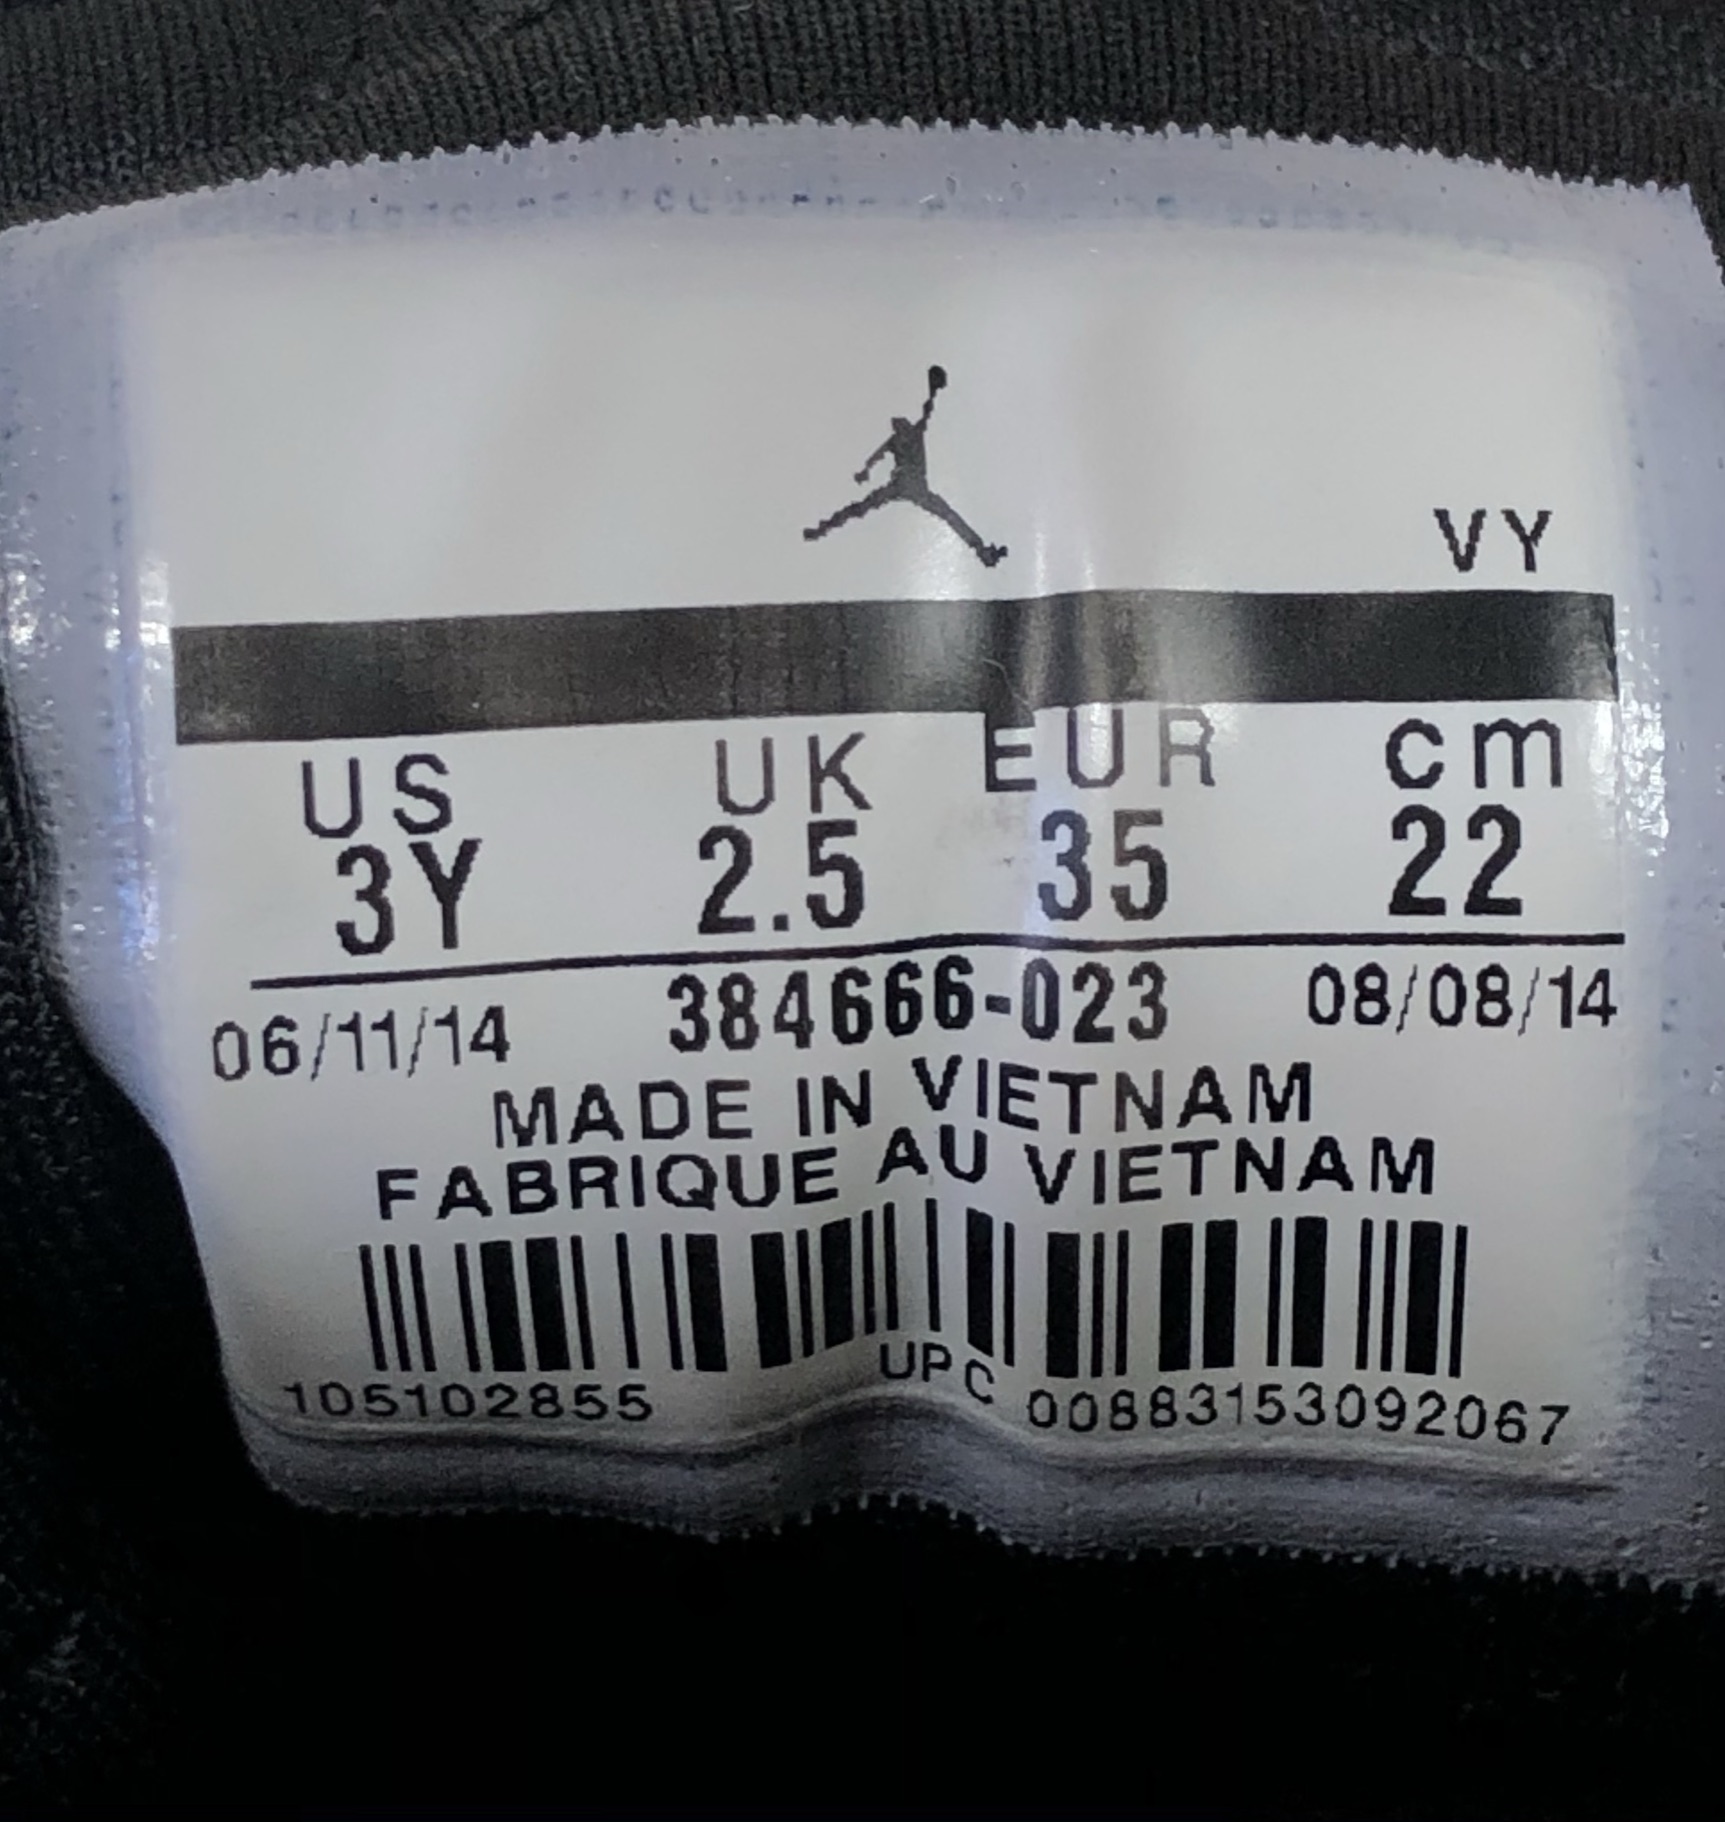 VY
US UK EUR cm
3Y 2.5 35 22
06/11/14 384666-023 08/08/14
MADE IN VIETNAM
FABRIQUE AU VIETNAM
105102855 UPC 00883153092067